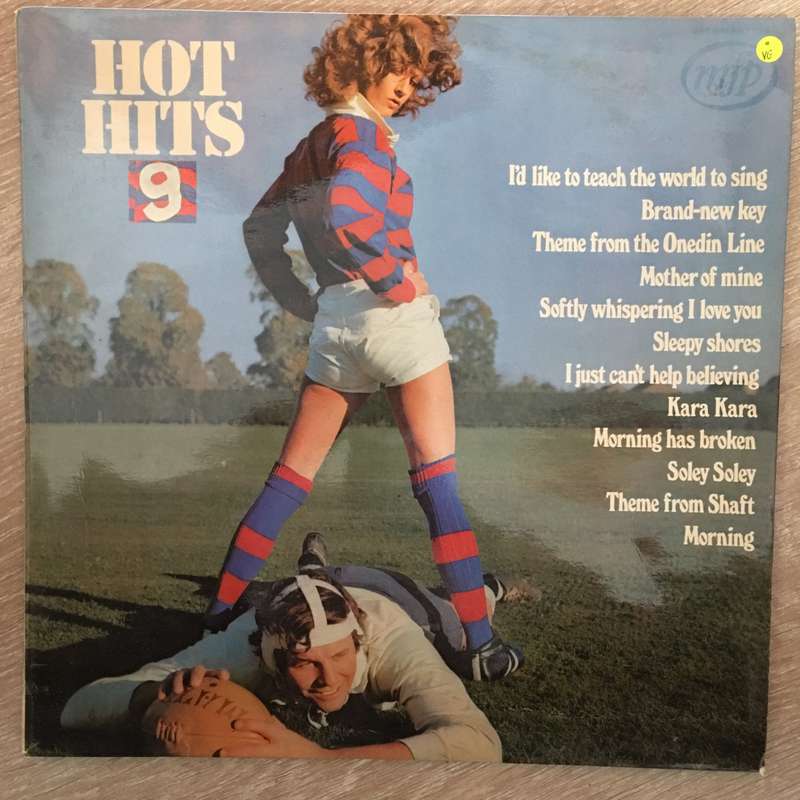 HOT
HITS
9
mfp
VG
I'd like to teach the world to sing
Brand-new key
Theme from the Onedin Line
Mother of mine
Softly whispering I love you
Sleepy shores
I just can't help believing
Kara Kara
Morning has broken
Soley Soley
Theme from Shaft
Morning